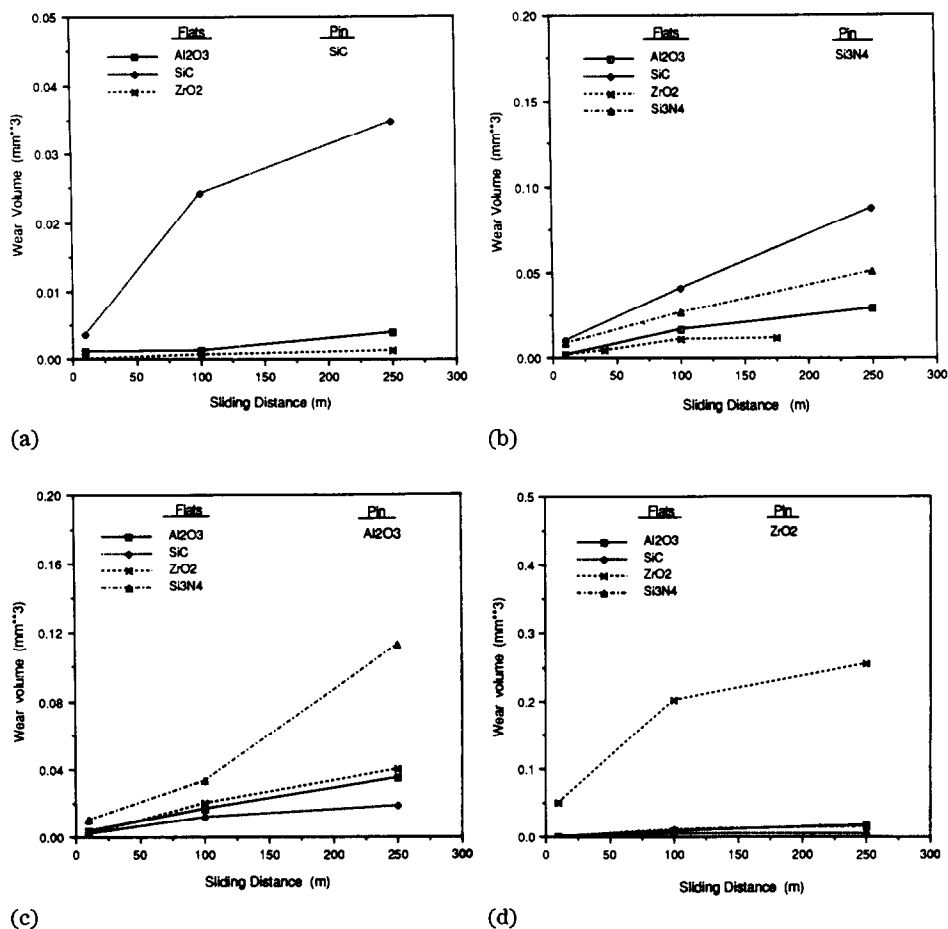 0.05
0.04
0.03
0.02
0.01
0.00
Wear Volume (mm**3)
Flats Pin
Al2O3 SiC
SiC
ZrO2
0 50 100 150 200 250 300
Sliding Distance (m)
(a)
0.20
0.15
0.10
0.05
0.00
Wear Volume (mm**3)
Flats Pin
Al2O3 Si3N4
SiC
ZrO2
Si3N4
0 50 100 150 200 250 300
Sliding Distance (m)
(b)
0.20
0.16
0.12
0.08
0.04
0.00
Wear volume (mm**3)
Flats Pin
Al2O3 Al2O3
SiC
ZrO2
Si3N4
0 50 100 150 200 250 300
Sliding Distance (m)
(c)
0.5
0.4
0.3
0.2
0.1
0.0
Wear volume (mm**3)
Flats Pin
Al2O3 ZrO2
SiC
ZrO2
Si3N4
0 50 100 150 200 250 300
Sliding Distance (m)
(d)